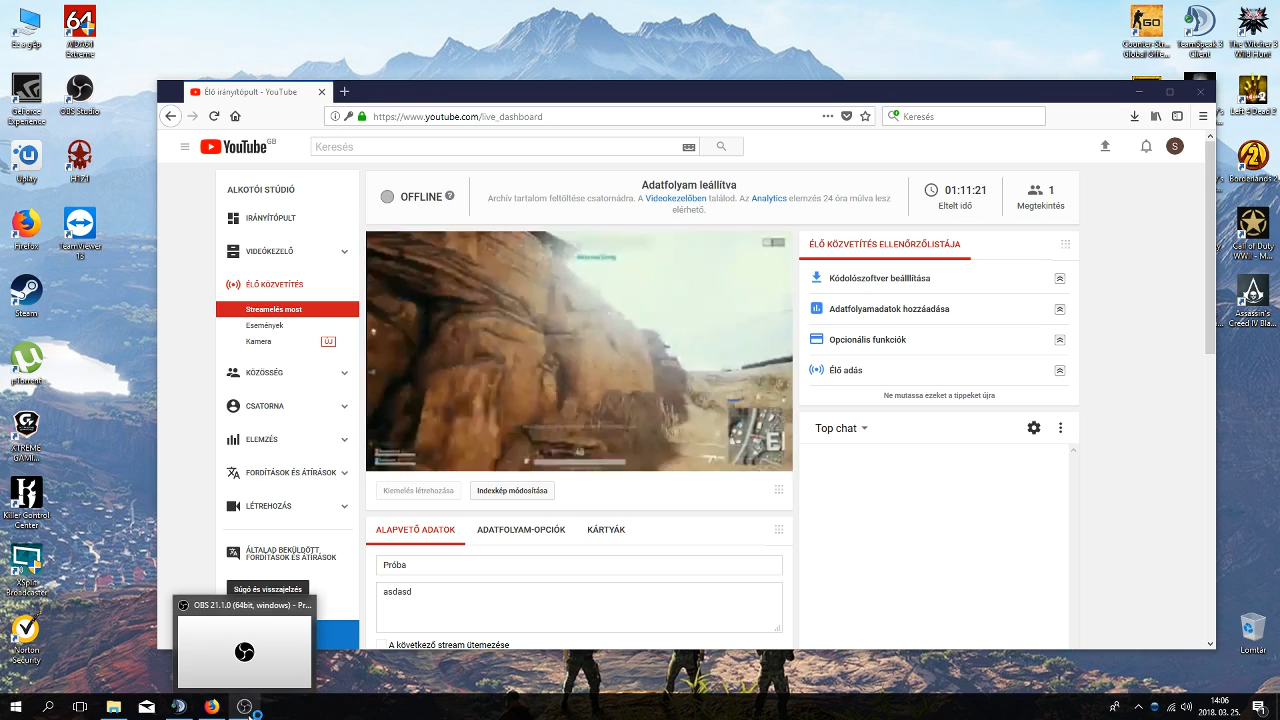 Ez a gép
AIDA64
Extreme
GeForce
Experience
OBS Studio
Uplay
H1Z1
Firefox
TeamViewer
13
Steam
µTorrent
XTREME
GAMI...
Killer Control
Center
XSplit
Broadcaster
Norton
Security
Counter-Str...
Global Offe...
TeamSpeak 3
Client
The Witcher 3
Wild Hunt
Left 4 Dead 2
Borderlands 2
Call of Duty
WWII - M...
Assassin's
Creed IV Bla...
Lomtár
Élő irányítópult - YouTube
https://www.youtube.com/live_dashboard
Keresés
YouTube GB
Keresés
S
ALKOTÓI STÚDIÓ
IRÁNYÍTÓPULT
VIDEÓKEZELŐ
ÉLŐ KÖZVETÍTÉS
Streamelés most
Események
Kamera
ÚJ
KÖZÖSSÉG
CSATORNA
ELEMZÉS
FORDÍTÁSOK ÉS ÁTÍRÁSOK
LÉTREHOZÁS
ÁLTALAD BEKÜLDÖTT
FORDÍTÁSOK ÉS ÁTÍRÁSOK
Súgó és visszajelzés
OFFLINE
Adatfolyam leállítva
Archív tartalom feltöltése csatornádra. A Videokezelőben találod. Az Analytics elemzés 24 óra múlva lesz
elérhető.
01:11:21
Eltelt idő
1
Megtekintés
Kiemelés létrehozása
Indexkép módosítása
ALAPVETŐ ADATOK
ADATFOLYAM-OPCIÓK
KÁRTYÁK
Próba
asdasd
A következő stream ütemezése
ÉLŐ KÖZVETÍTÉS ELLENŐRZŐLISTÁJA
Kódolószoftver beállítása
Adatfolyamadatok hozzáadása
Opcionális funkciók
Élő adás
Ne mutassa ezeket a tippeket újra
Top chat
OBS 21.1.0 (64bit, windows) - Pr...
14:06
2018. 03. 25.